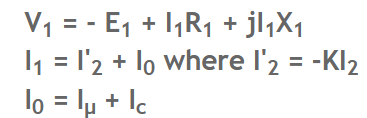 V₁ = - E₁ + I₁R₁ + jI₁X₁
I₁ = I'₂ + I₀ where I'₂ = -KI₂
I₀ = Iμ + Ic